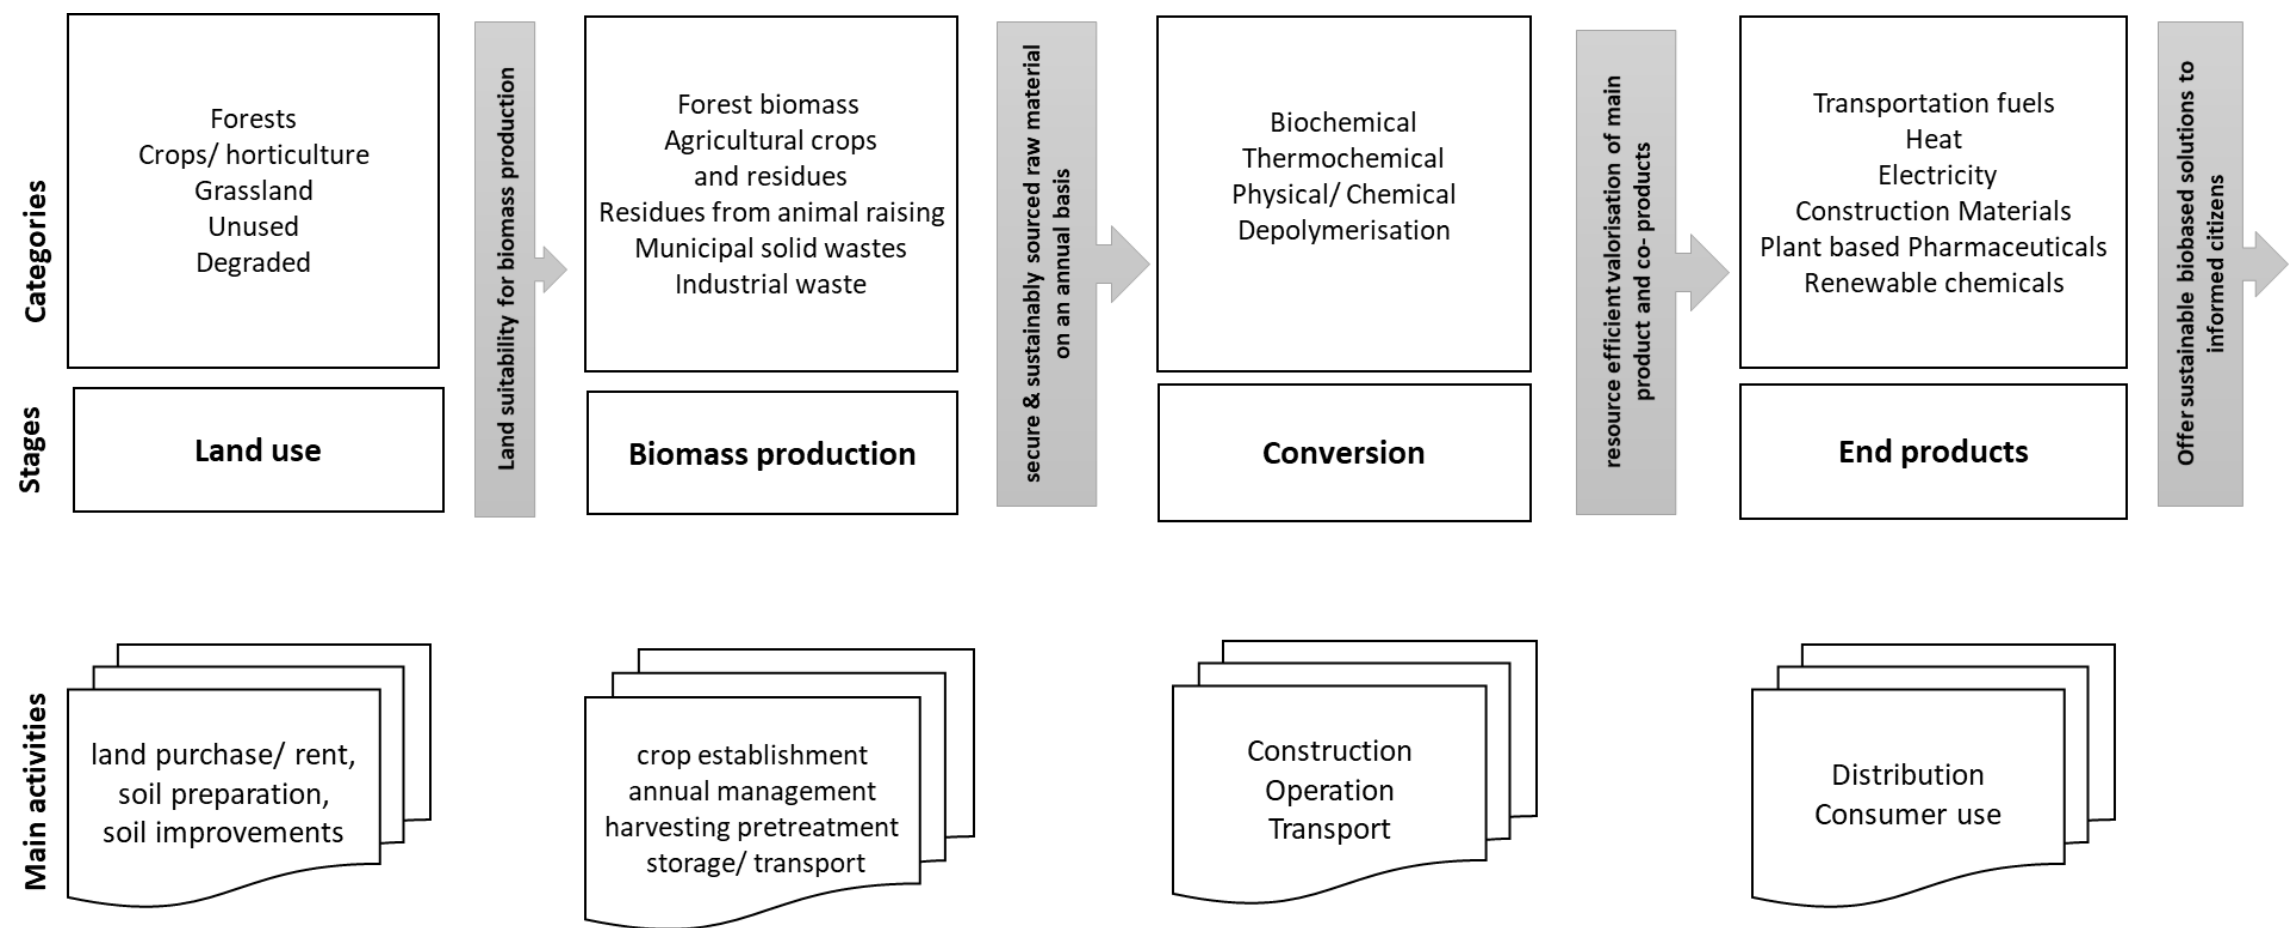 Categories
Forests
Crops/ horticulture
Grassland
Unused
Degraded
Land suitability for biomass production
Forest biomass
Agricultural crops
and residues
Residues from animal raising
Municipal solid wastes
Industrial waste
secure & sustainably sourced raw material
on an annual basis
Biochemical
Thermochemical
Physical/ Chemical
Depolymerisation
resource efficient valorisation of main
product and co- products
Transportation fuels
Heat
Electricity
Construction Materials
Plant based Pharmaceuticals
Renewable chemicals
Offer sustainable biobased solutions to
informed citizens
Stages
Land use
Biomass production
Conversion
End products
Main activities
land purchase/ rent,
soil preparation,
soil improvements
crop establishment
annual management
harvesting pretreatment
storage/ transport
Construction
Operation
Transport
Distribution
Consumer use